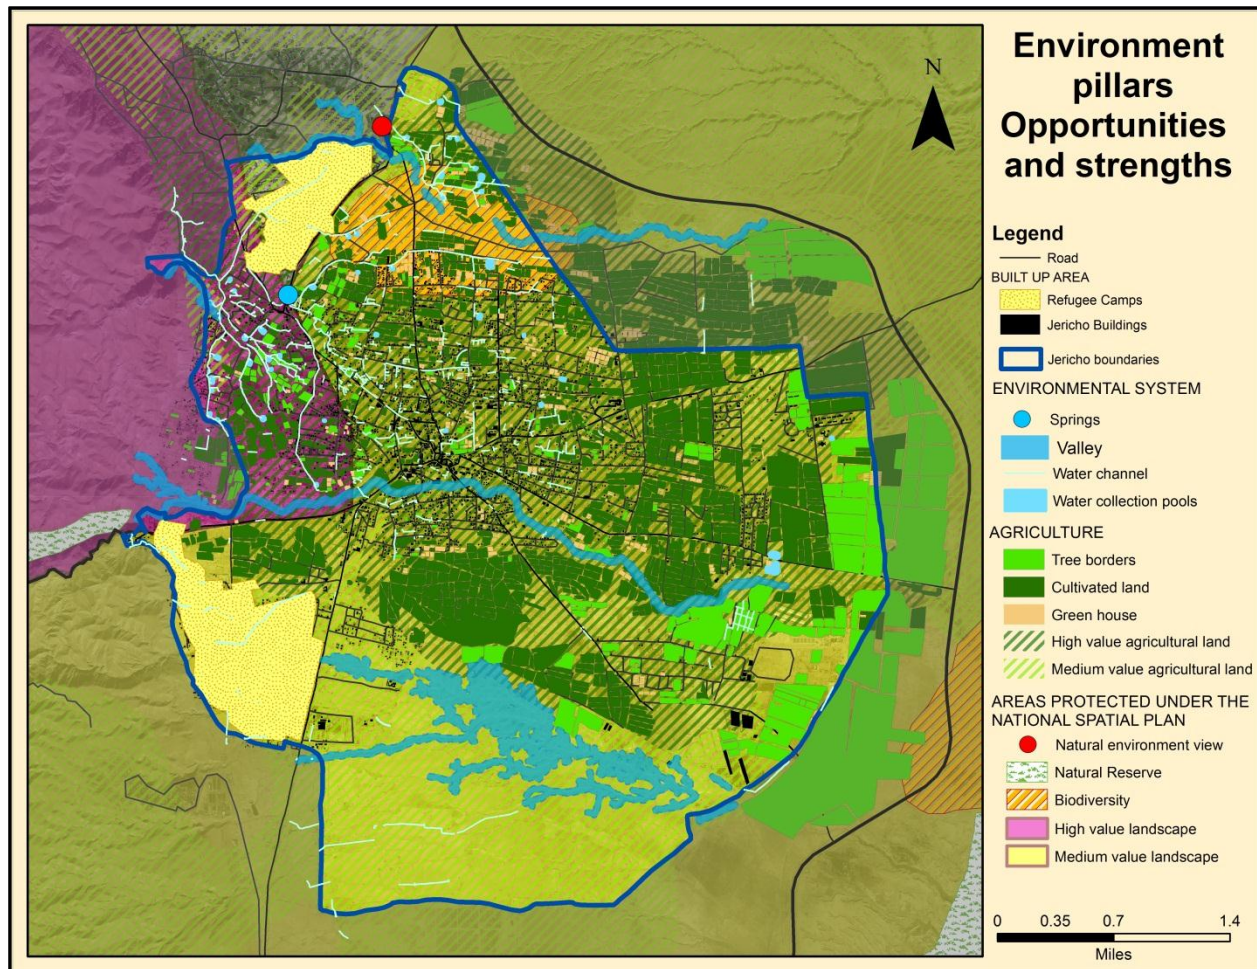 N
Environment
pillars
Opportunities
and strengths
Legend
Road
BUILT UP AREA
Refugee Camps
Jericho Buildings
Jericho boundaries
ENVIRONMENTAL SYSTEM
Springs
Valley
Water channel
Water collection pools
AGRICULTURE
Tree borders
Cultivated land
Green house
High value agricultural land
Medium value agricultural land
AREAS PROTECTED UNDER THE
NATIONAL SPATIAL PLAN
Natural environment view
Natural Reserve
Biodiversity
High value landscape
Medium value landscape
0 0.35 0.7 1.4
Miles